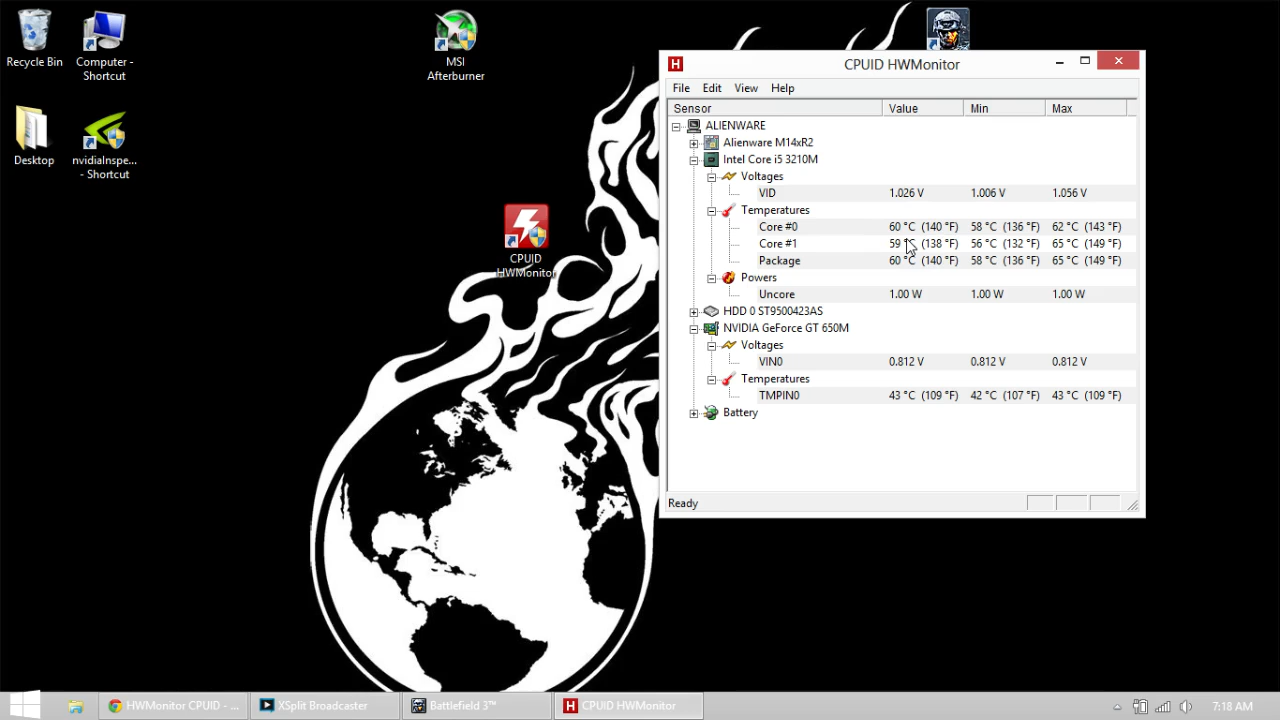 Recycle Bin
Computer -
Shortcut
MSI
Afterburner
Desktop
nvidiaInspe...
- Shortcut
CPUID
HWMonitor
H
CPUID HWMonitor
File Edit View Help
Sensor Value Min Max
ALIENWARE
Alienware M14xR2
Intel Core i5 3210M
Voltages
VID 1.026 V 1.006 V 1.056 V
Temperatures
Core #0 60 °C (140 °F) 58 °C (136 °F) 62 °C (143 °F)
Core #1 59 °C (138 °F) 56 °C (132 °F) 65 °C (149 °F)
Package 60 °C (140 °F) 58 °C (136 °F) 65 °C (149 °F)
Powers
Uncore 1.00 W 1.00 W 1.00 W
HDD 0 ST9500423AS
NVIDIA GeForce GT 650M
Voltages
VIN0 0.812 V 0.812 V 0.812 V
Temperatures
TMPIN0 43 °C (109 °F) 42 °C (107 °F) 43 °C (109 °F)
Battery
Ready
HWMonitor CPUID - ...
XSplit Broadcaster
Battlefield 3™
H CPUID HWMonitor
7:18 AM